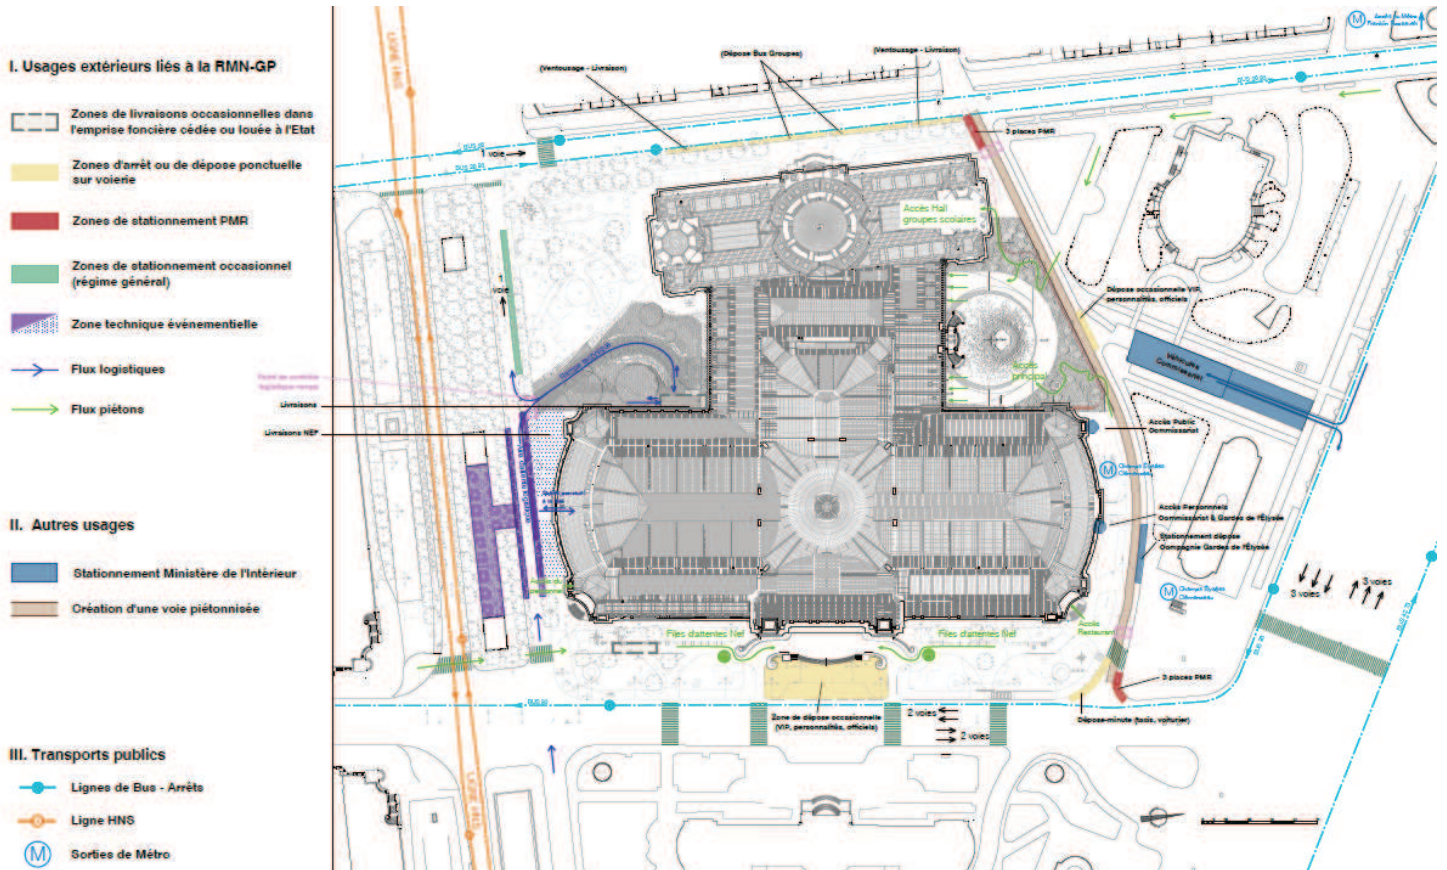 I. Usages extérieurs liés à la RMN-GP
Zones de livraisons occasionnelles dans
l'emprise foncière cédée ou louée à l'Etat
Zones d'arrêt ou de dépose ponctuelle
sur voierie
Zones de stationnement PMR
Zones de stationnement occasionnel
(régime général)
Zone technique événementielle
Flux logistiques
Flux piétons
II. Autres usages
Stationnement Ministère de l'Intérieur
Création d'une voie piétonnisée
III. Transports publics
Lignes de Bus - Arrêts
Ligne HNS
M
Sorties de Métro
(Ventousage - Livraison)
(Dépose Bus Groupes)
(Ventousage - Livraison)
M
3 places PMR
1 voie
VOIE
Accès Hall
groupes scolaires
Dépose occasionnelle VIP,
personnalités, officiels
Véhicules
Commissariat
Accès
principal
Livraisons
Livraisons NEF
Accès Public
Commissariat
M
Accès Personnels
Commissariat & Gardes de l'Élysée
Stationnement dépose
Compagnie Gardes de l'Élysée
M
3 voies
3 voies
Accès
Restaurant
Files d'attentes Nef
Files d'attentes Nef
3 places PMR
Zone de dépose occasionnelle
(VIP, personnalités, officiels)
2 voies
2 voies
Dépose-minute (taxis, voiturier)
LIGNE HNS